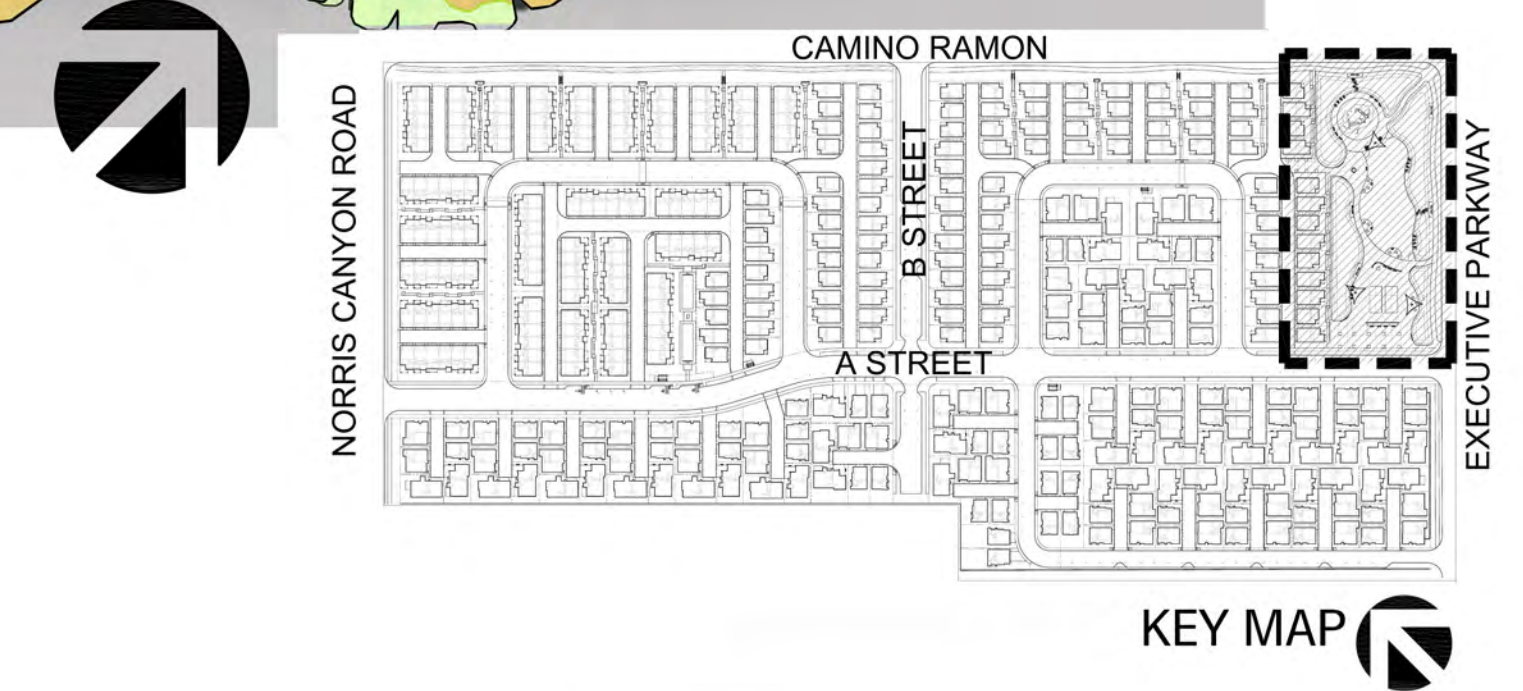 CAMINO RAMON
NORRIS CANYON ROAD
B STREET
EXECUTIVE PARKWAY
A STREET
KEY MAP